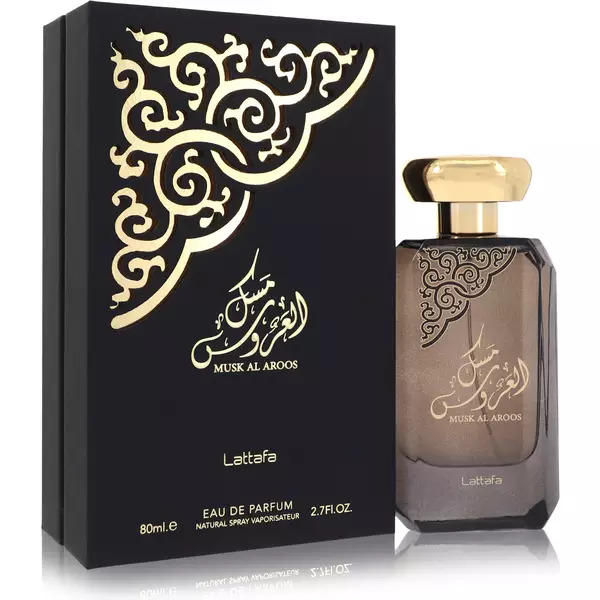 مسك
العروس
MUSK AL AROOS
Lattafa
EAU DE PARFUM
80ml.e NATURAL SPRAY VAPORISATEUR 2.7Fl.OZ.
مسك
العروس
MUSK AL AROOS
Lattafa